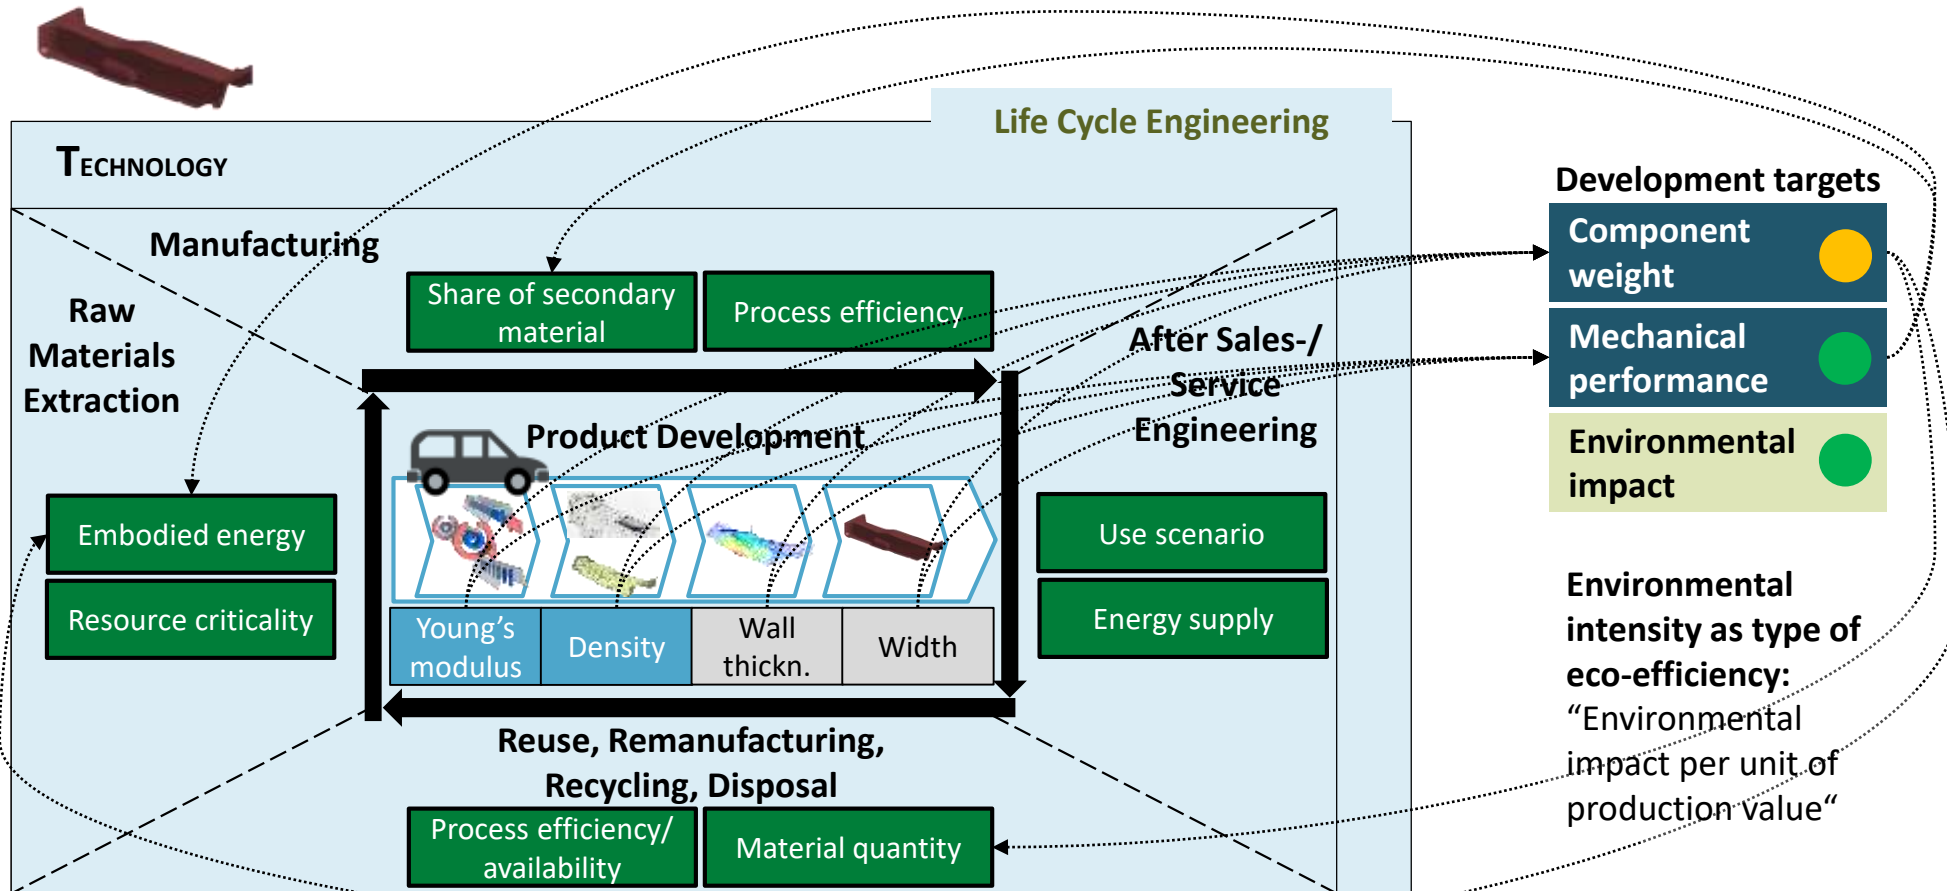 Life Cycle Engineering
TECHNOLOGY
Manufacturing
Raw
Materials
Extraction
Share of secondary
material
Process efficiency
After Sales-/
Service
Engineering
Product Development
Embodied energy
Resource criticality
Young's
modulus
Density
Wall
thickn.
Width
Use scenario
Energy supply
Reuse, Remanufacturing,
Recycling, Disposal
Process efficiency/
availability
Material quantity
Development targets
Component
weight
Mechanical
performance
Environmental
impact
Environmental
intensity as type of
eco-efficiency:
“Environmental
impact per unit of
production value“